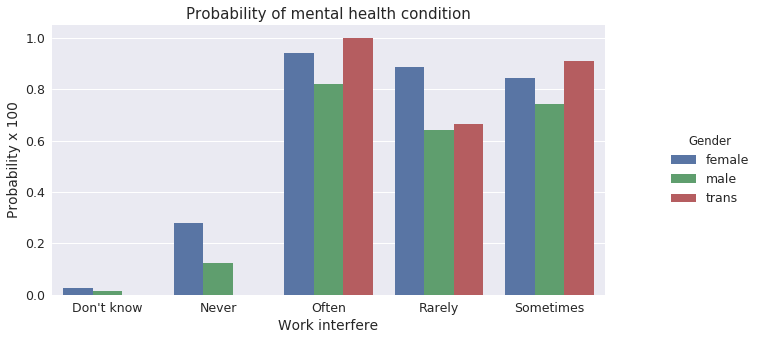 Probability of mental health condition
Probability x 100
1.0
0.8
0.6
0.4
0.2
0.0
Don't know Never Often Rarely Sometimes
Work interfere
Gender
female
male
trans